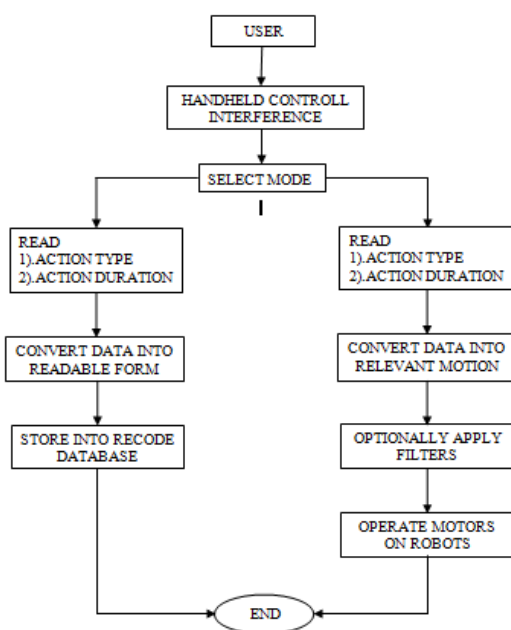 USER
HANDHELD CONTROLL
INTERFERENCE
SELECT MODE
READ
1).ACTION TYPE
2).ACTION DURATION
CONVERT DATA INTO
READABLE FORM
STORE INTO RECODE
DATABASE
READ
1).ACTION TYPE
2).ACTION DURATION
CONVERT DATA INTO
RELEVANT MOTION
OPTIONALLY APPLY
FILTERS
OPERATE MOTORS
ON ROBOTS
END